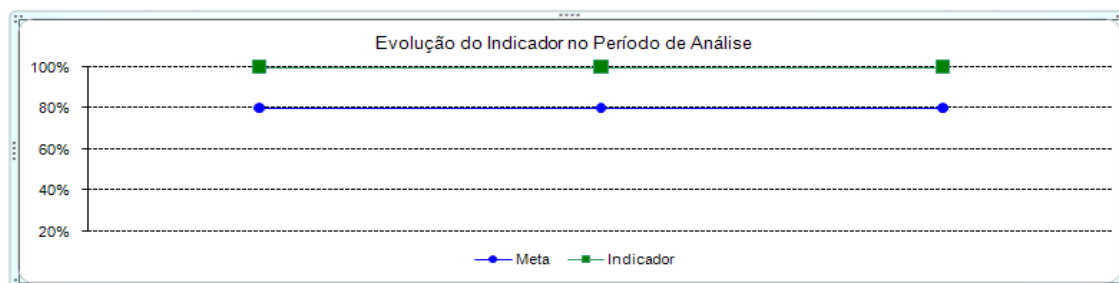 Evolução do Indicador no Período de Análise
100%
80%
60%
40%
20%
Meta Indicador